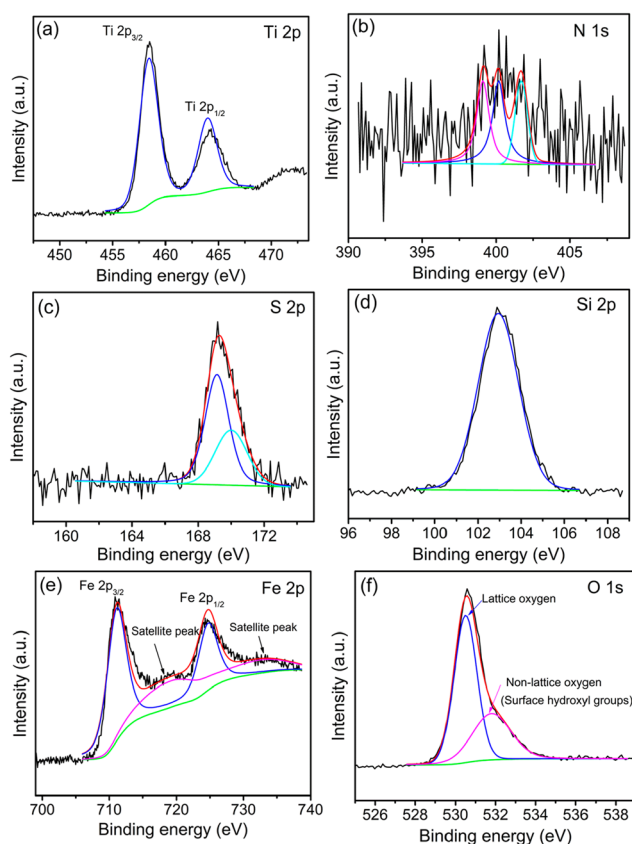 (a) Ti 2p
Ti 2p3/2
Ti 2p1/2
Intensity (a.u.)
450 455 460 465 470
Binding energy (eV)
(b) N 1s
Intensity (a.u.)
390 395 400 405
Binding energy (eV)
(c) S 2p
Intensity (a.u.)
160 164 168 172
Binding energy (eV)
(d) Si 2p
Intensity (a.u.)
96 98 100 102 104 106 108
Binding energy (eV)
(e) Fe 2p3/2
Fe 2p1/2
Fe 2p
Satellite peak
Satellite peak
Intensity (a.u.)
700 710 720 730 740
Binding energy (eV)
(f) O 1s
Lattice oxygen
Non-lattice oxygen
(Surface hydroxyl groups)
Intensity (a.u.)
526 528 530 532 534 536 538
Binding energy (eV)